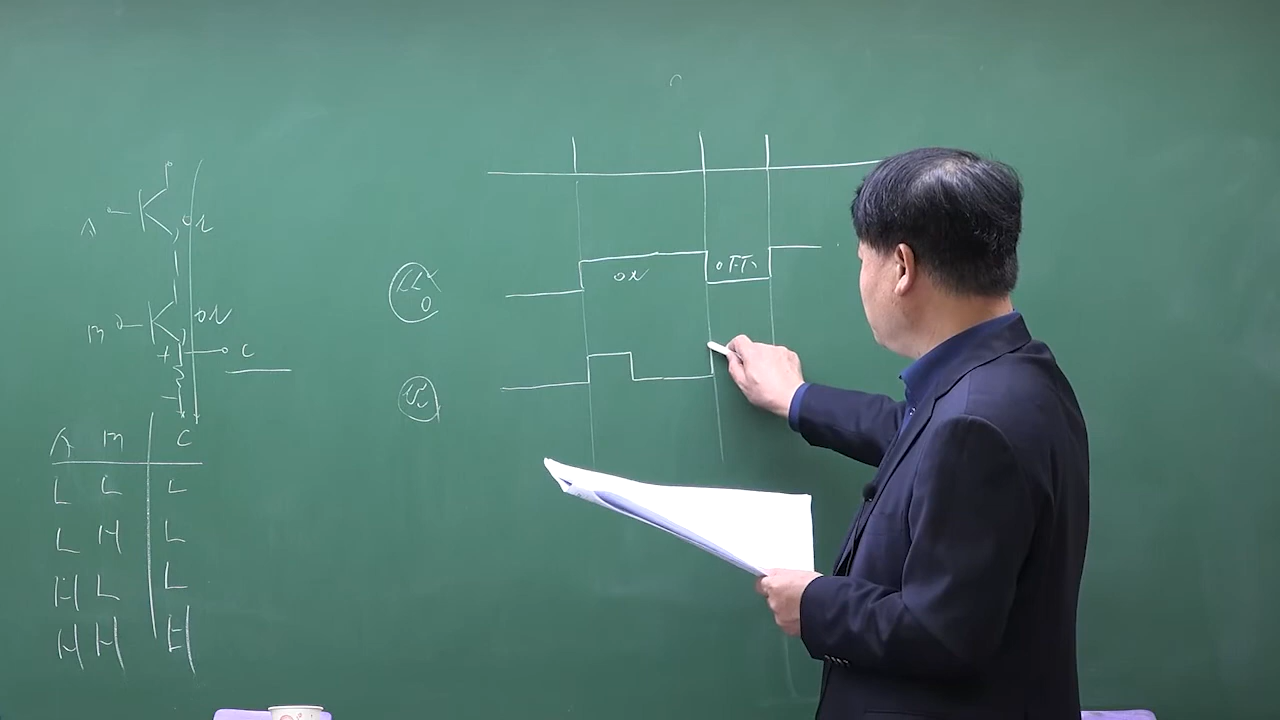 A ON
ON OFF
B ON
C
A B C
L L L
L H L
H L L
H H H